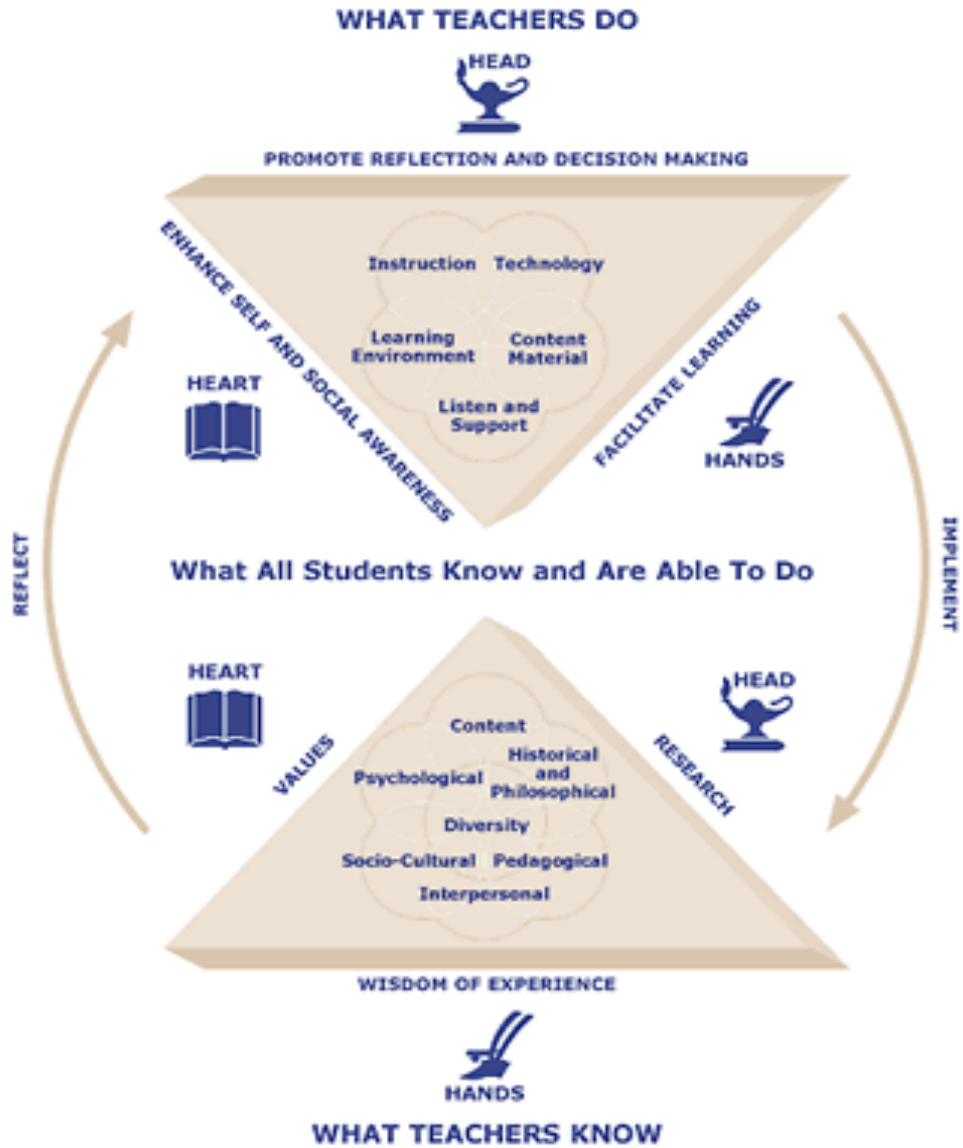 WHAT TEACHERS DO
HEAD
PROMOTE REFLECTION AND DECISION MAKING
ENHANCE SELF AND SOCIAL AWARENESS
Instruction Technology
Learning
Environment
Content
Material
Listen and
Support
FACILITATE LEARNING
HEART
HANDS
REFLECT
IMPLEMENT
What All Students Know and Are Able To Do
HEART
HEAD
VALUES
RESEARCH
Content
Psychological
Historical
and
Philosophical
Diversity
Socio-Cultural Pedagogical
Interpersonal
WISDOM OF EXPERIENCE
HANDS
WHAT TEACHERS KNOW